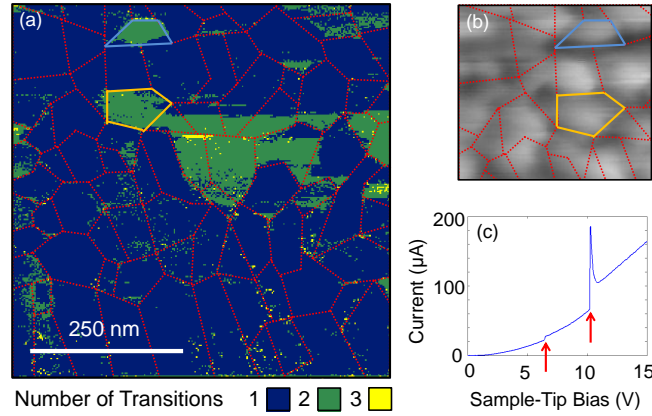 (a)
250 nm
Number of Transitions 1 2 3
(b)
(c)
200
100
0
Current (µA)
0 5 10 15
Sample-Tip Bias (V)